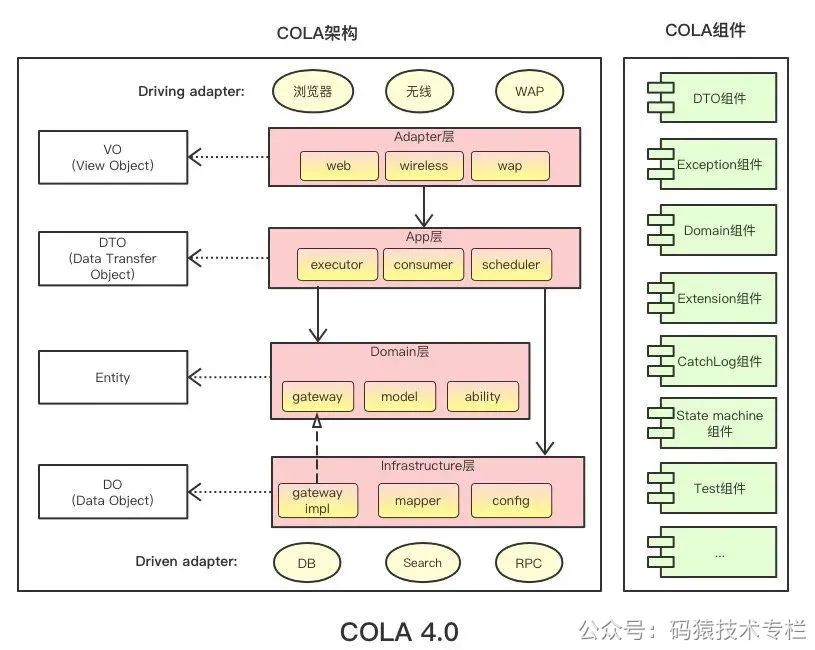 COLA架构
COLA组件
Driving adapter:
浏览器
无线
WAP
VO
(View Object)
Adapter层
web
wireless
wap
DTO
(Data Transfer
Object)
App层
executor
consumer
scheduler
Entity
Domain层
gateway
model
ability
DO
(Data Object)
Infrastructure层
gateway
impl
mapper
config
Driven adapter:
DB
Search
RPC
DTO组件
Exception组件
Domain组件
Extension组件
CatchLog组件
State machine
组件
Test组件
...
COLA 4.0
公众号：码猿技术专栏